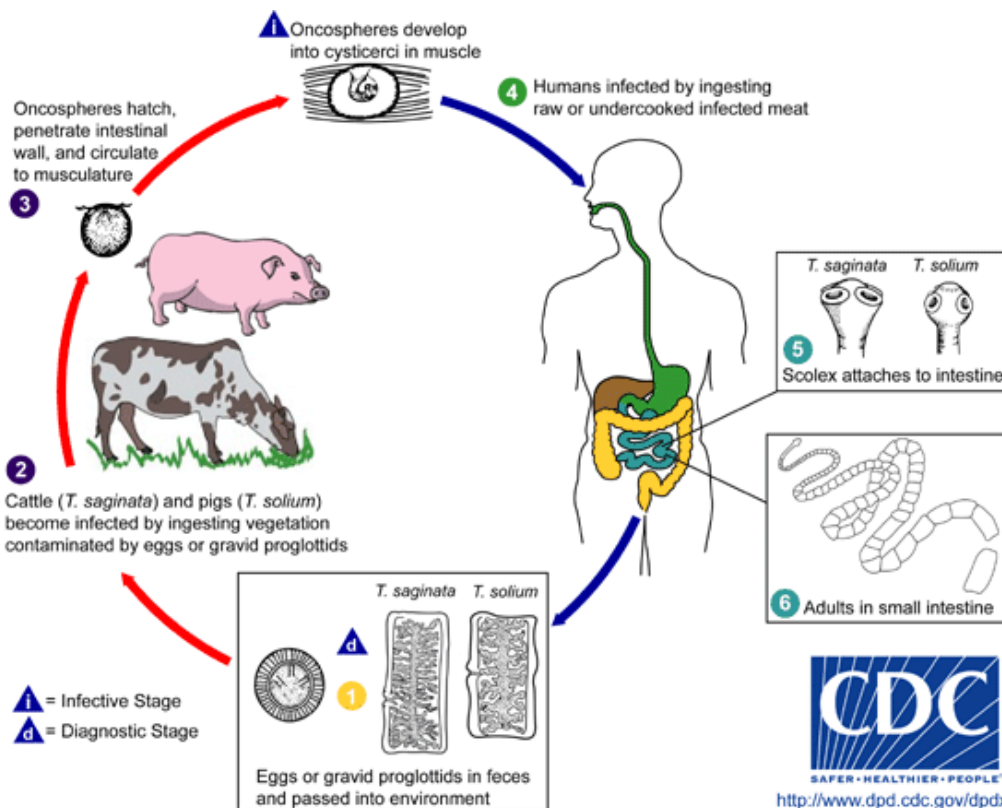 i
Oncospheres develop
into cysticerci in muscle
4
Humans infected by ingesting
raw or undercooked infected meat
Oncospheres hatch,
penetrate intestinal
wall, and circulate
to musculature
3
T. saginata T. solium
5
Scolex attaches to intestine
2
Cattle (T. saginata) and pigs (T. solium)
become infected by ingesting vegetation
contaminated by eggs or gravid proglottids
6 Adults in small intestine
T. saginata T. solium
d
1
Eggs or gravid proglottids in feces
and passed into environment
i = Infective Stage
d = Diagnostic Stage
CDC
SAFER•HEALTHIER•PEOPLE™
http://www.dpd.cdc.gov/dpdx